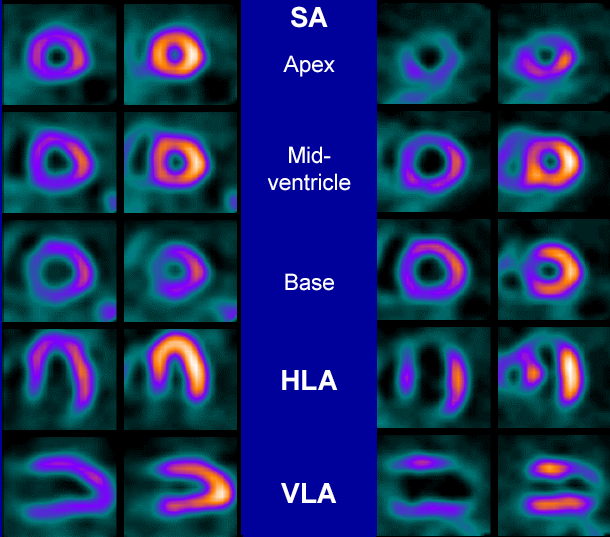 SA
Apex
Mid-
ventricle
Base
HLA
VLA